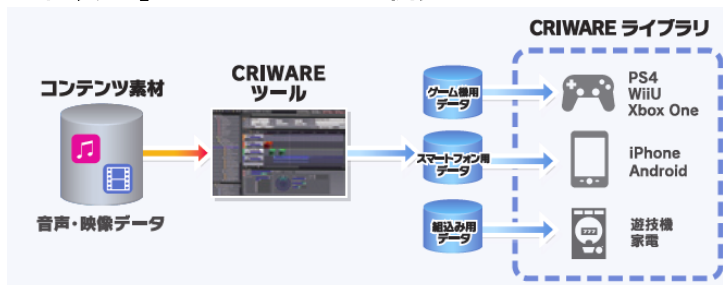 CRIWARE ライブラリ
コンテンツ素材
音声・映像データ
CRIWARE
ツール
ゲーム機用
データ
PS4
WiiU
Xbox One
スマートフォン用
データ
iPhone
Android
組込み用
データ
777
遊技機
家電